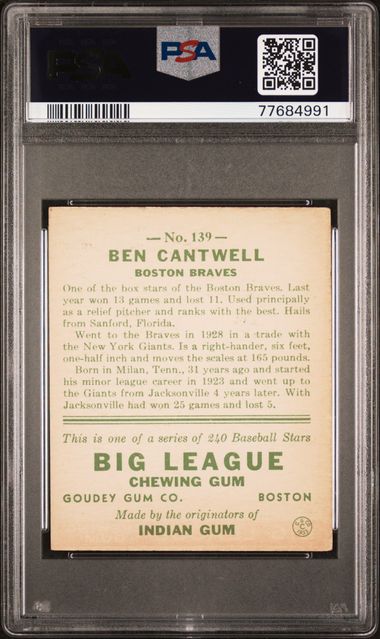 PSA
PSA
77684991
— No. 139 —
BEN CANTWELL
BOSTON BRAVES
One of the box stars of the Boston Braves. Last
year won 13 games and lost 11. Used principally
as a relief pitcher and ranks with the best. Hails
from Sanford, Florida.
Went to the Braves in 1928 in a trade with
the New York Giants. Is a right-hander, six feet,
one-half inch and moves the scales at 165 pounds.
Born in Milan, Tenn., 31 years ago and started
his minor league career in 1923 and went up to
the Giants from Jacksonville 4 years later. With
Jacksonville had won 25 games and lost 5.
This is one of a series of 240 Baseball Stars
BIG LEAGUE
CHEWING GUM
GOUDEY GUM CO. BOSTON
Made by the originators of
INDIAN GUM